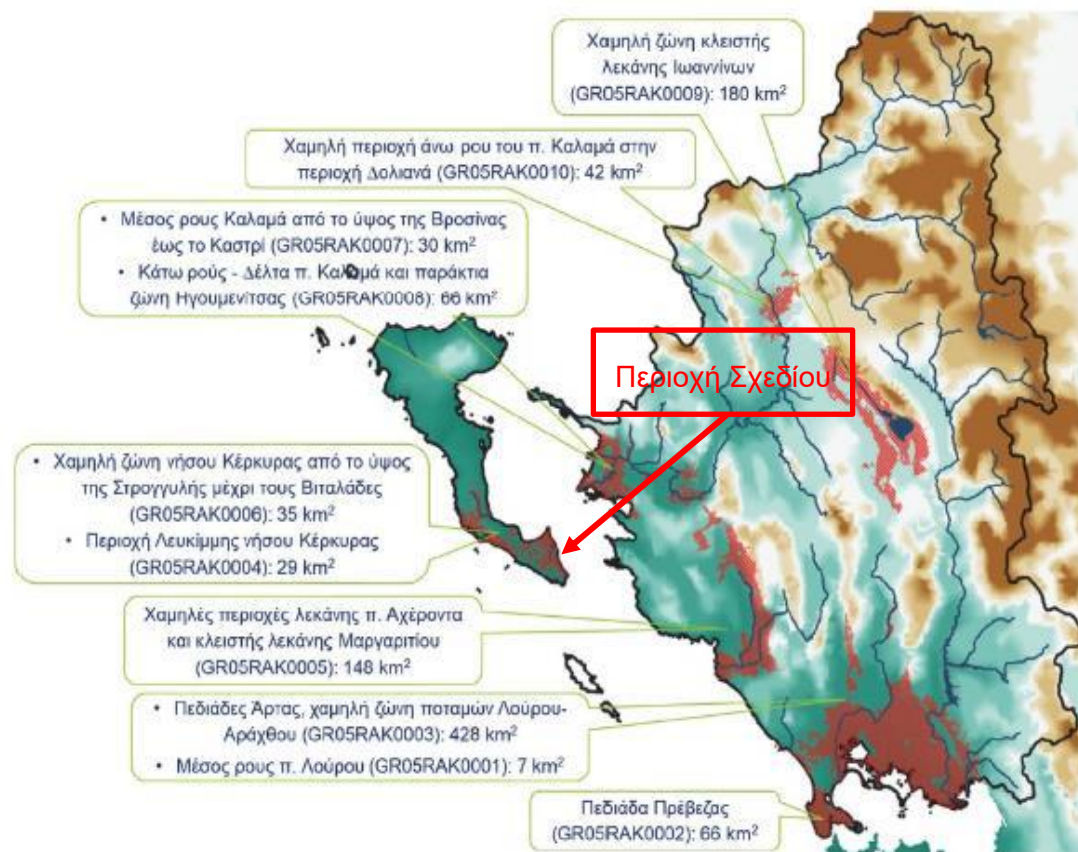 Χαμηλή ζώνη κλειστής
λεκάνης Ιωαννίνων
(GR05RAK0009): 180 km²
Χαμηλή περιοχή άνω ρου του π. Καλαμά στην
περιοχή Δολιανά (GR05RAK0010): 42 km²
• Μέσος ρους Καλαμά από το ύψος της Βροσίνας
έως το Καστρί (GR05RAK0007): 30 km²
• Κάτω ρούς - Δέλτα π. Καλαμά και παράκτια
ζώνη Ηγουμενίτσας (GR05RAK0008): 66 km²
Περιοχή Σχεδίου
• Χαμηλή ζώνη νήσου Κέρκυρας από το ύψος
της Στρογγυλής μέχρι τους Βιταλάδες
(GR05RAK0006): 35 km²
• Περιοχή Λευκίμμης νήσου Κέρκυρας
(GR05RAK0004): 29 km²
Χαμηλές περιοχές λεκάνης π. Αχέροντα
και κλειστής λεκάνης Μαργαριτίου
(GR05RAK0005): 148 km²
• Πεδιάδες Άρτας, χαμηλή ζώνη ποταμών Λούρου-
Αράχθου (GR05RAK0003): 428 km²
• Μέσος ρους π. Λούρου (GR05RAK0001): 7 km²
Πεδιάδα Πρέβεζας
(GR05RAK0002): 66 km²